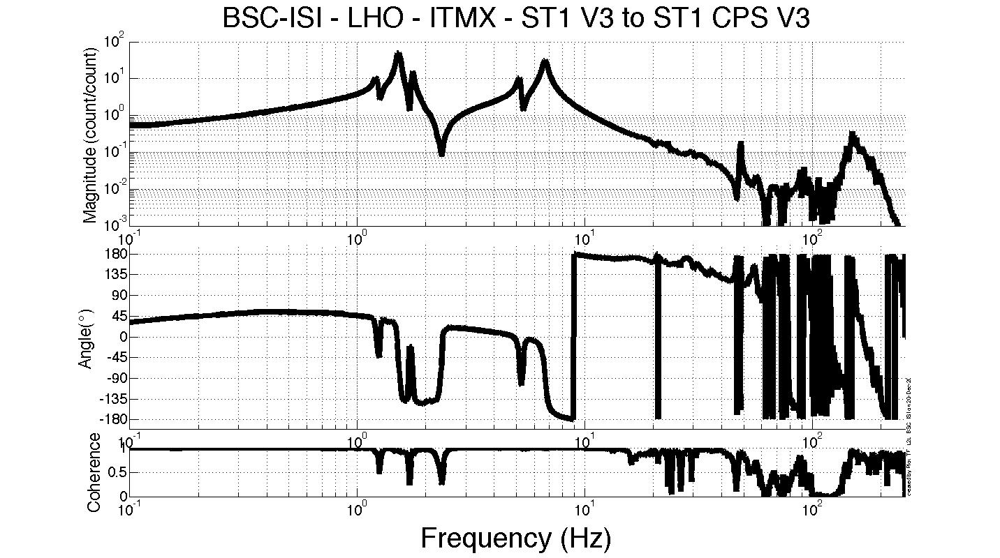 BSC-ISI - LHO - ITMX - ST1 V3 to ST1 CPS V3
Magnitude (count/count)
10^2
10^1
10^0
10^-1
10^-2
10^-3
10^-1 10^0 10^1 10^2
Angle(°)
180
135
90
45
0
-45
-90
-135
-180
10^-1 10^0 10^1 10^2
Coherence
1
0.5
0
10^-1 10^0 10^1 10^2
Frequency (Hz)